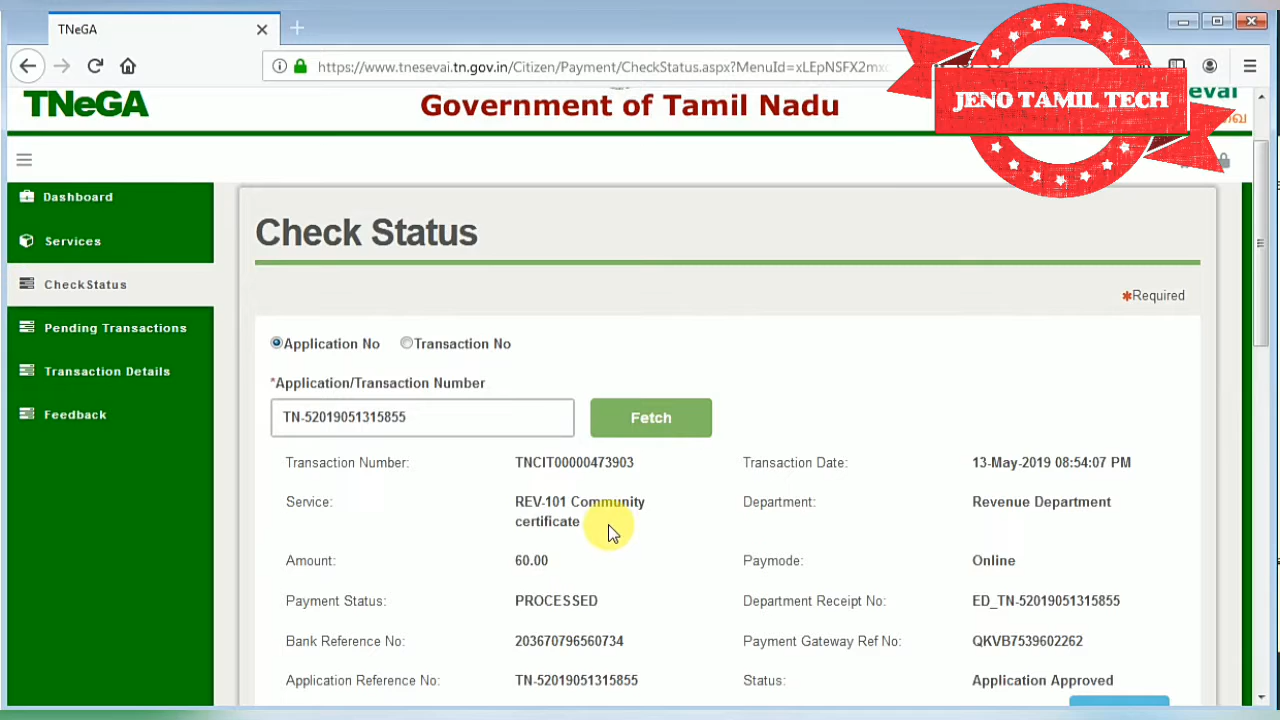 TNeGA
https://www.tnesevai.tn.gov.in/Citizen/Payment/CheckStatus.aspx?MenuId=xLEpNSFX2mx
TNeGA
Government of Tamil Nadu
JENO TAMIL TECH
Dashboard
Services
CheckStatus
Pending Transactions
Transaction Details
Feedback
Check Status
*Required
Application No Transaction No
*Application/Transaction Number
TN-52019051315855 Fetch
Transaction Number: TNCIT00000473903 Transaction Date: 13-May-2019 08:54:07 PM
Service: REV-101 Community Department: Revenue Department
certificate
Amount: 60.00 Paymode: Online
Payment Status: PROCESSED Department Receipt No: ED_TN-52019051315855
Bank Reference No: 203670796560734 Payment Gateway Ref No: QKVB7539602262
Application Reference No: TN-52019051315855 Status: Application Approved